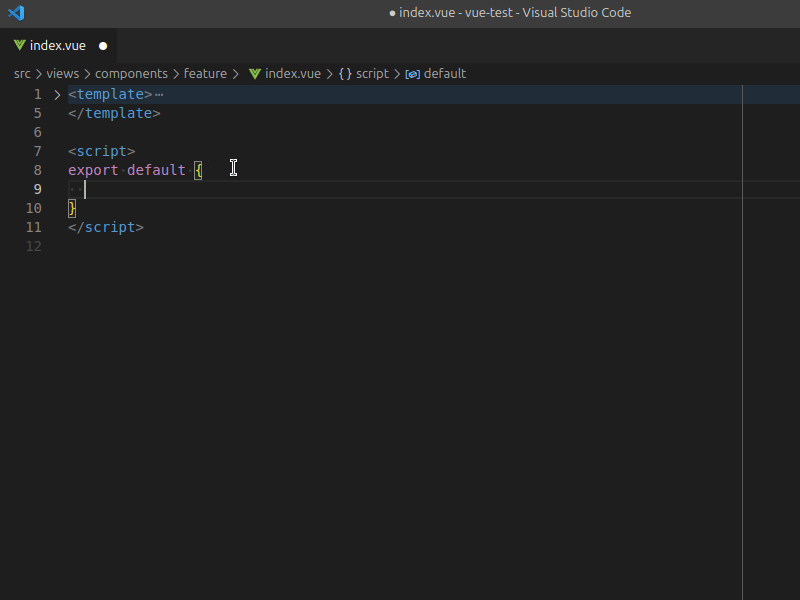 ● index.vue - vue-test - Visual Studio Code
index.vue ●
src > views > components > feature > index.vue > {} script > default
1 > <template>⋯
5 </template>
6
7 <script>
8 export default {
9
10 }
11 </script>
12